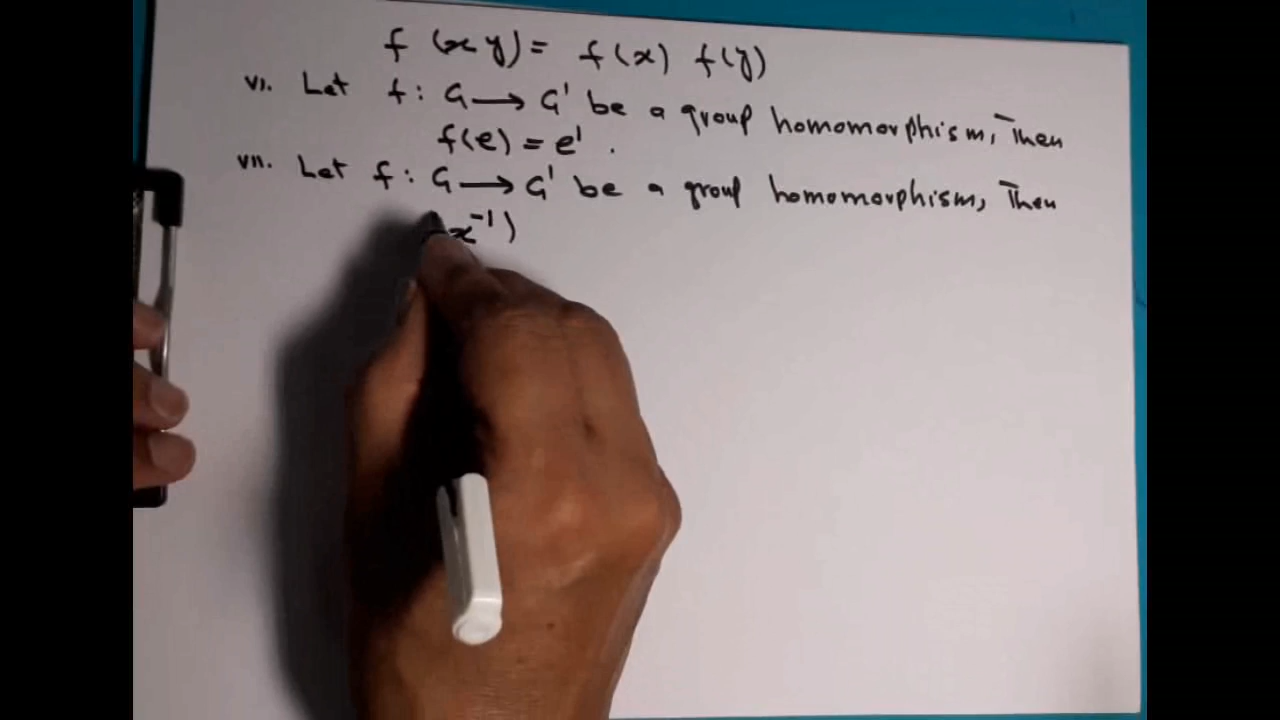 f (xy) = f(x) f(y)
vi. Let f: G ⟶ G' be a group homomorphism, Then
f(e) = e' .
vii. Let f: G ⟶ G' be a group homomorphism, Then
x⁻¹)